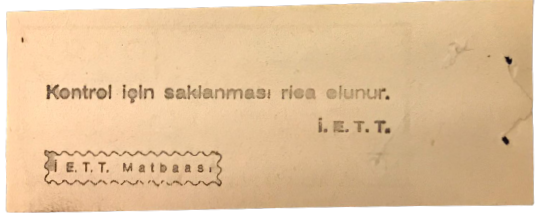 Kontrol için saklanması rica olunur.
İ. E. T. T.
İ E.T.T. Matbaası